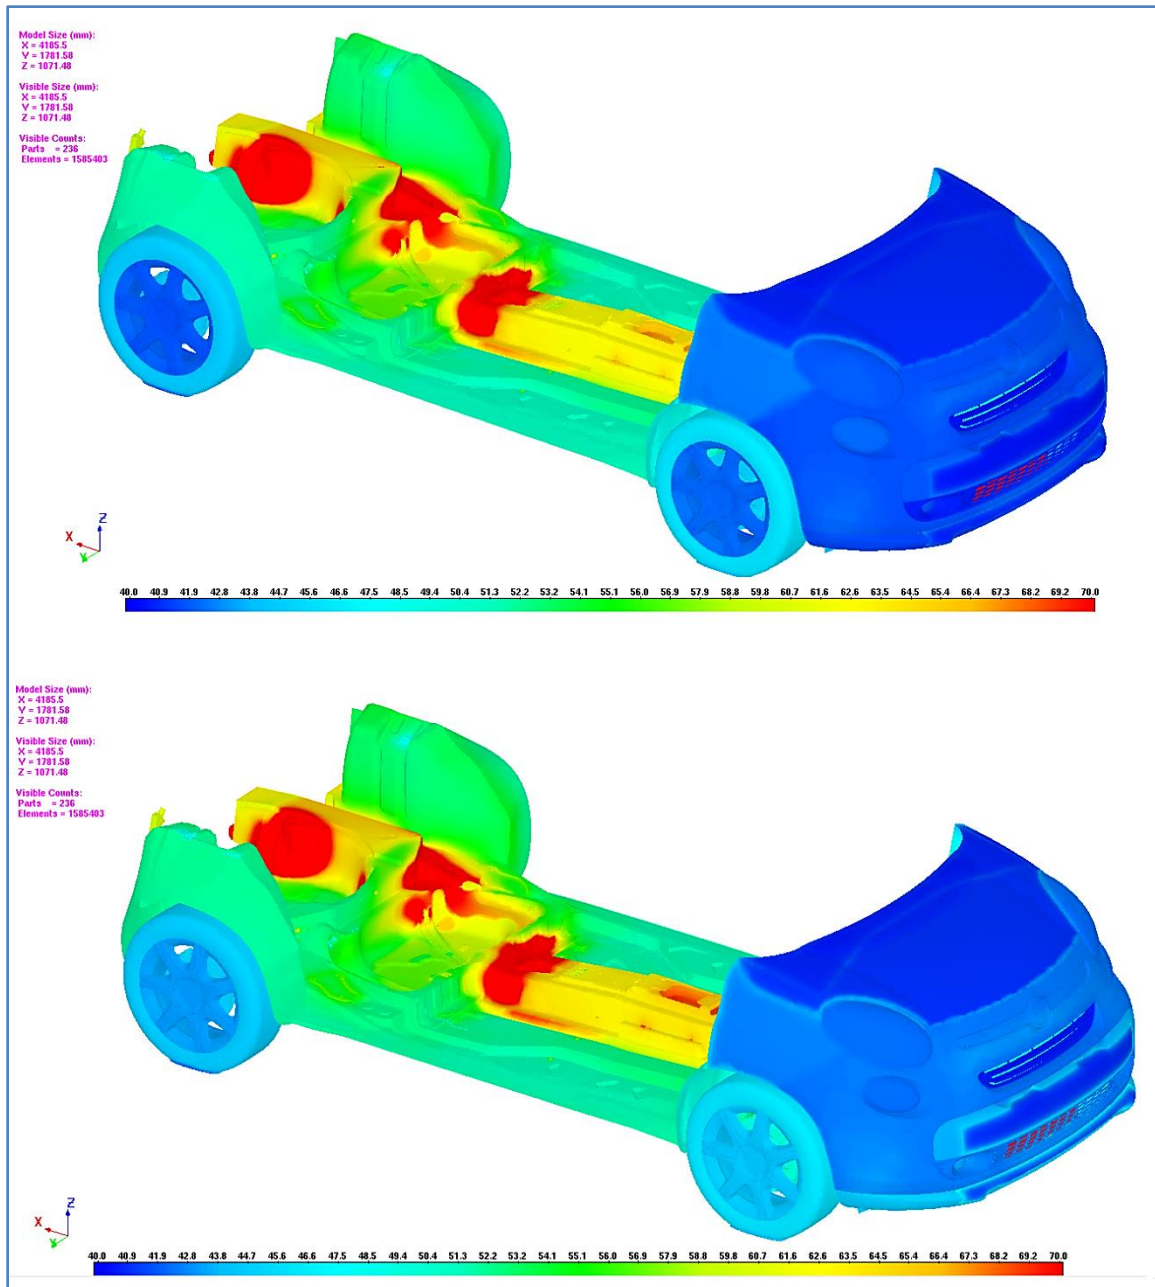 Model Size (mm):
X = 4185.5
Y = 1781.58
Z = 1071.48
Visible Size (mm):
X = 4185.5
Y = 1781.58
Z = 1071.48
Visible Counts:
Parts = 236
Elements = 1585403
Z
X
Y
40.0 40.9 41.9 42.8 43.8 44.7 45.6 46.6 47.5 48.5 49.4 50.4 51.3 52.2 53.2 54.1 55.1 56.0 56.9 57.9 58.8 59.8 60.7 61.6 62.6 63.5 64.5 65.4 66.4 67.3 68.2 69.2 70.0
Model Size (mm):
X = 4185.5
Y = 1781.58
Z = 1071.48
Visible Size (mm):
X = 4185.5
Y = 1781.58
Z = 1071.48
Visible Counts:
Parts = 236
Elements = 1585403
Z
X
Y
40.0 40.9 41.9 42.8 43.8 44.7 45.6 46.6 47.5 48.5 49.4 50.4 51.3 52.2 53.2 54.1 55.1 56.0 56.9 57.9 58.8 59.8 60.7 61.6 62.6 63.5 64.5 65.4 66.4 67.3 68.2 69.2 70.0